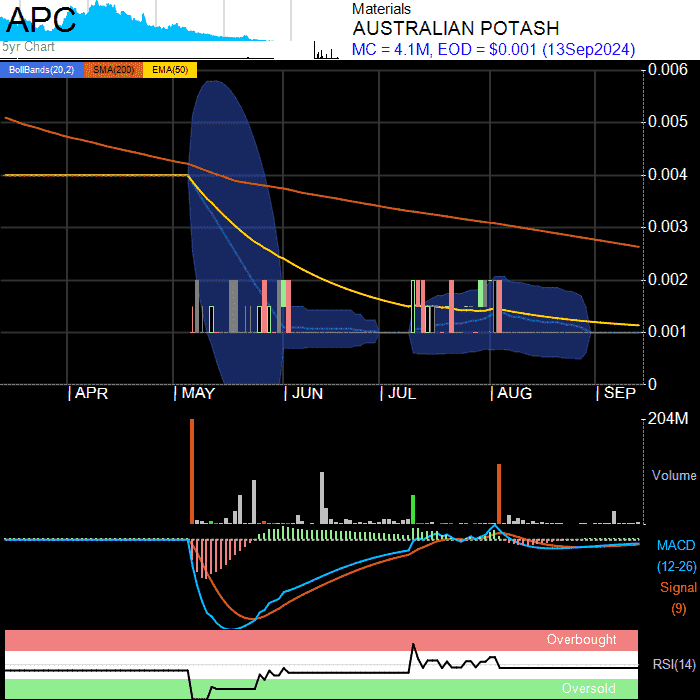 APC
5yr Chart
Materials
AUSTRALIAN POTASH
MC = 4.1M, EOD = $0.001 (13Sep2024)
BollBands(20,2) SMA(200) EMA(50)
0.006
0.005
0.004
0.003
0.002
0.001
0
APR MAY JUN JUL AUG SEP
204M
Volume
MACD
(12-26)
Signal
(9)
Overbought
RSI(14)
Oversold